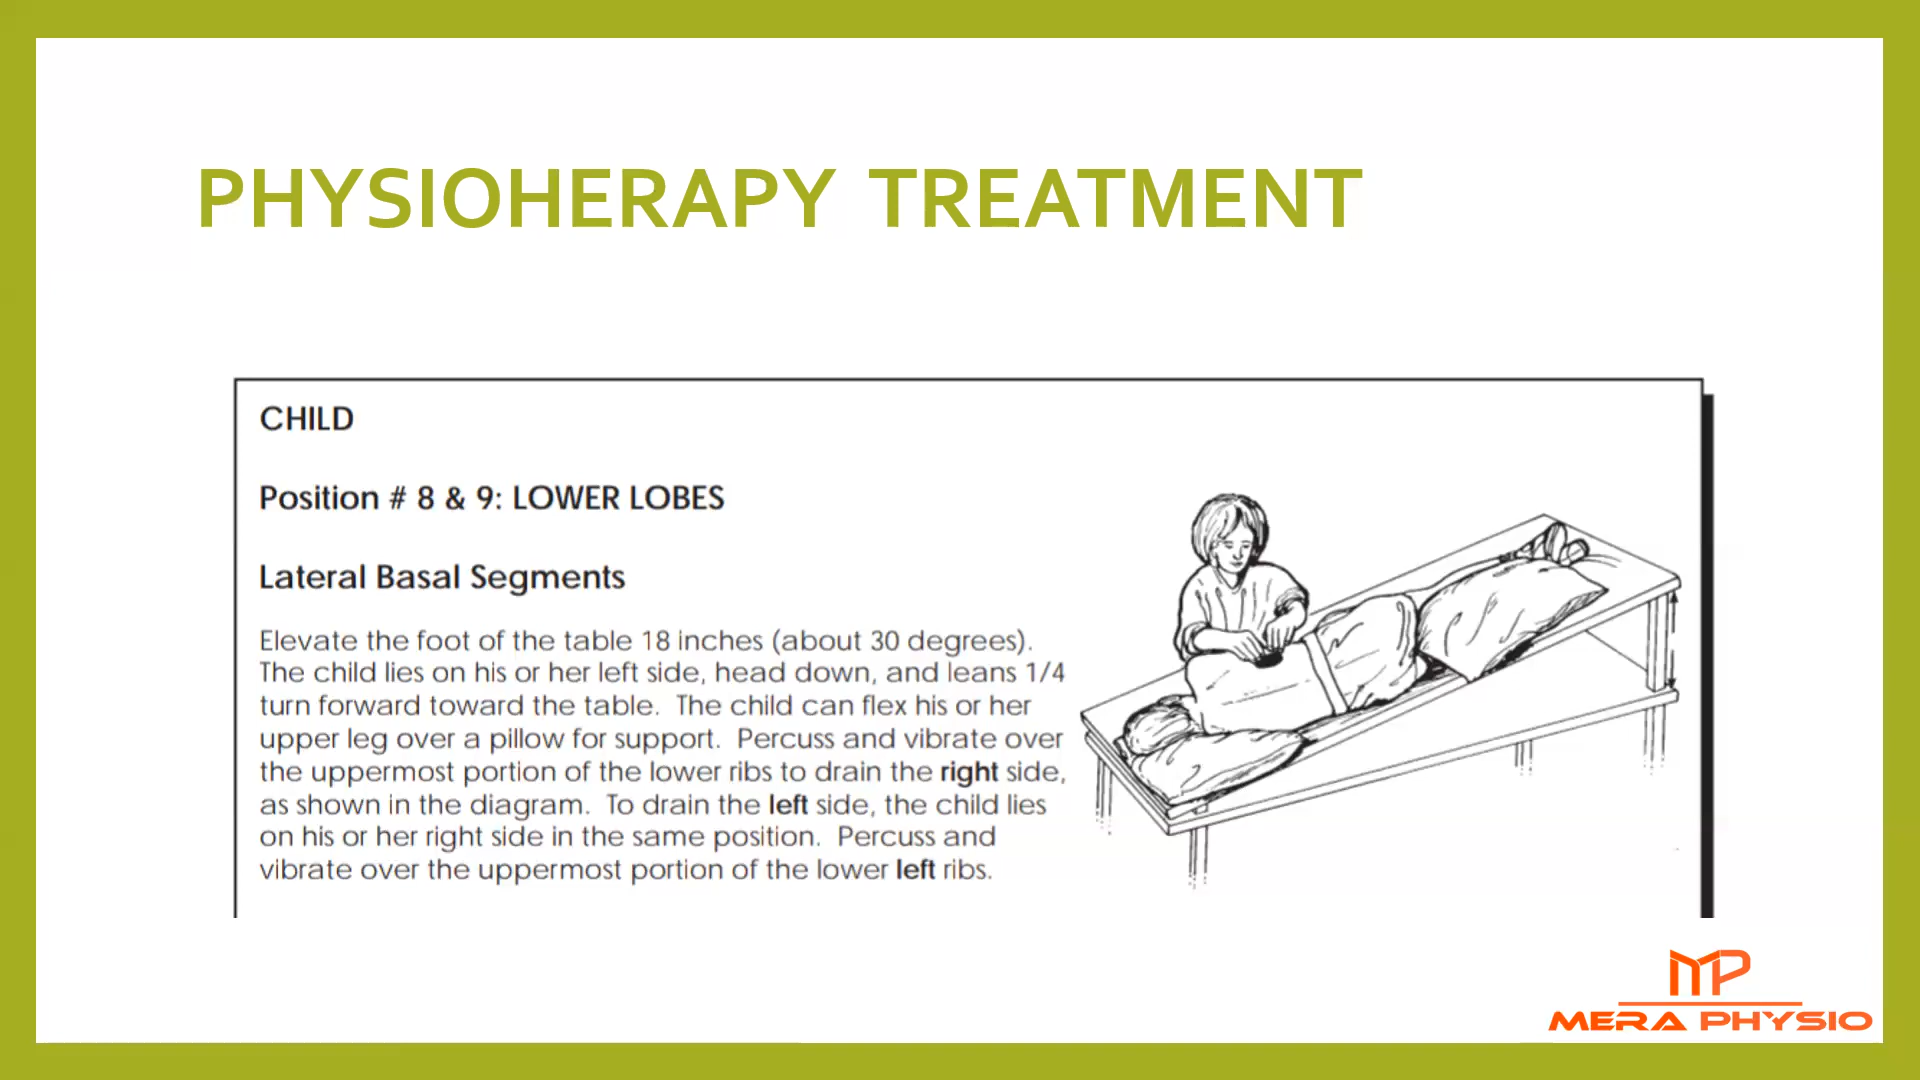 PHYSIOHERAPY TREATMENT
CHILD
Position # 8 & 9: LOWER LOBES
Lateral Basal Segments
Elevate the foot of the table 18 inches (about 30 degrees).
The child lies on his or her left side, head down, and leans 1/4
turn forward toward the table. The child can flex his or her
upper leg over a pillow for support. Percuss and vibrate over
the uppermost portion of the lower ribs to drain the right side,
as shown in the diagram. To drain the left side, the child lies
on his or her right side in the same position. Percuss and
vibrate over the uppermost portion of the lower left ribs.
MP
MERA PHYSIO